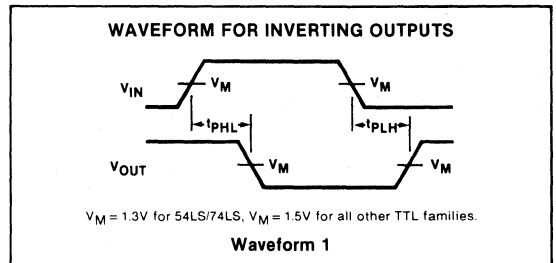 WAVEFORM FOR INVERTING OUTPUTS
VIN
VM
VM
tPHL
tPLH
VOUT
VM
VM
VM = 1.3V for 54LS/74LS, VM = 1.5V for all other TTL families.
Waveform 1